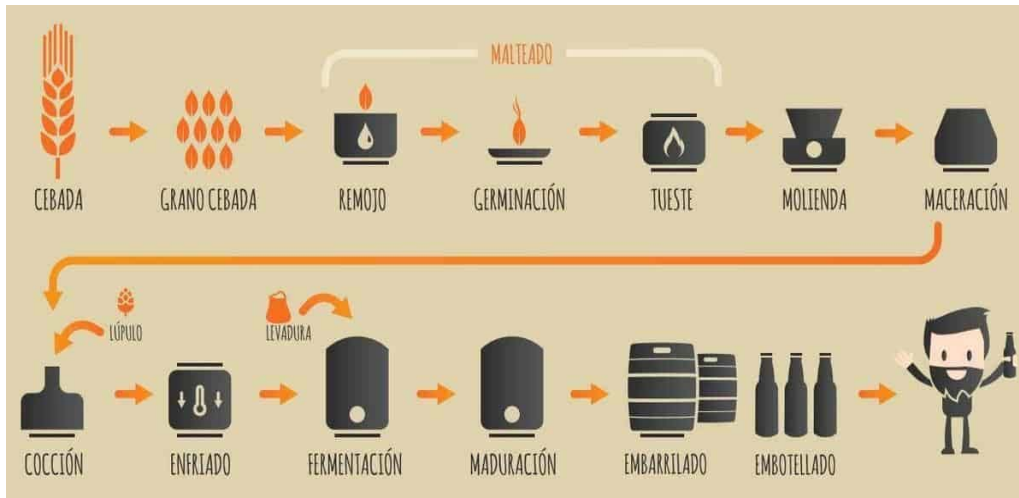 MALTEADO
CEBADA
GRANO CEBADA
REMOJO
GERMINACIÓN
TUESTE
MOLIENDA
MACERACIÓN
LÚPULO
LEVADURA
COCCIÓN
ENFRIADO
FERMENTACIÓN
MADURACIÓN
EMBARRILADO
EMBOTELLADO